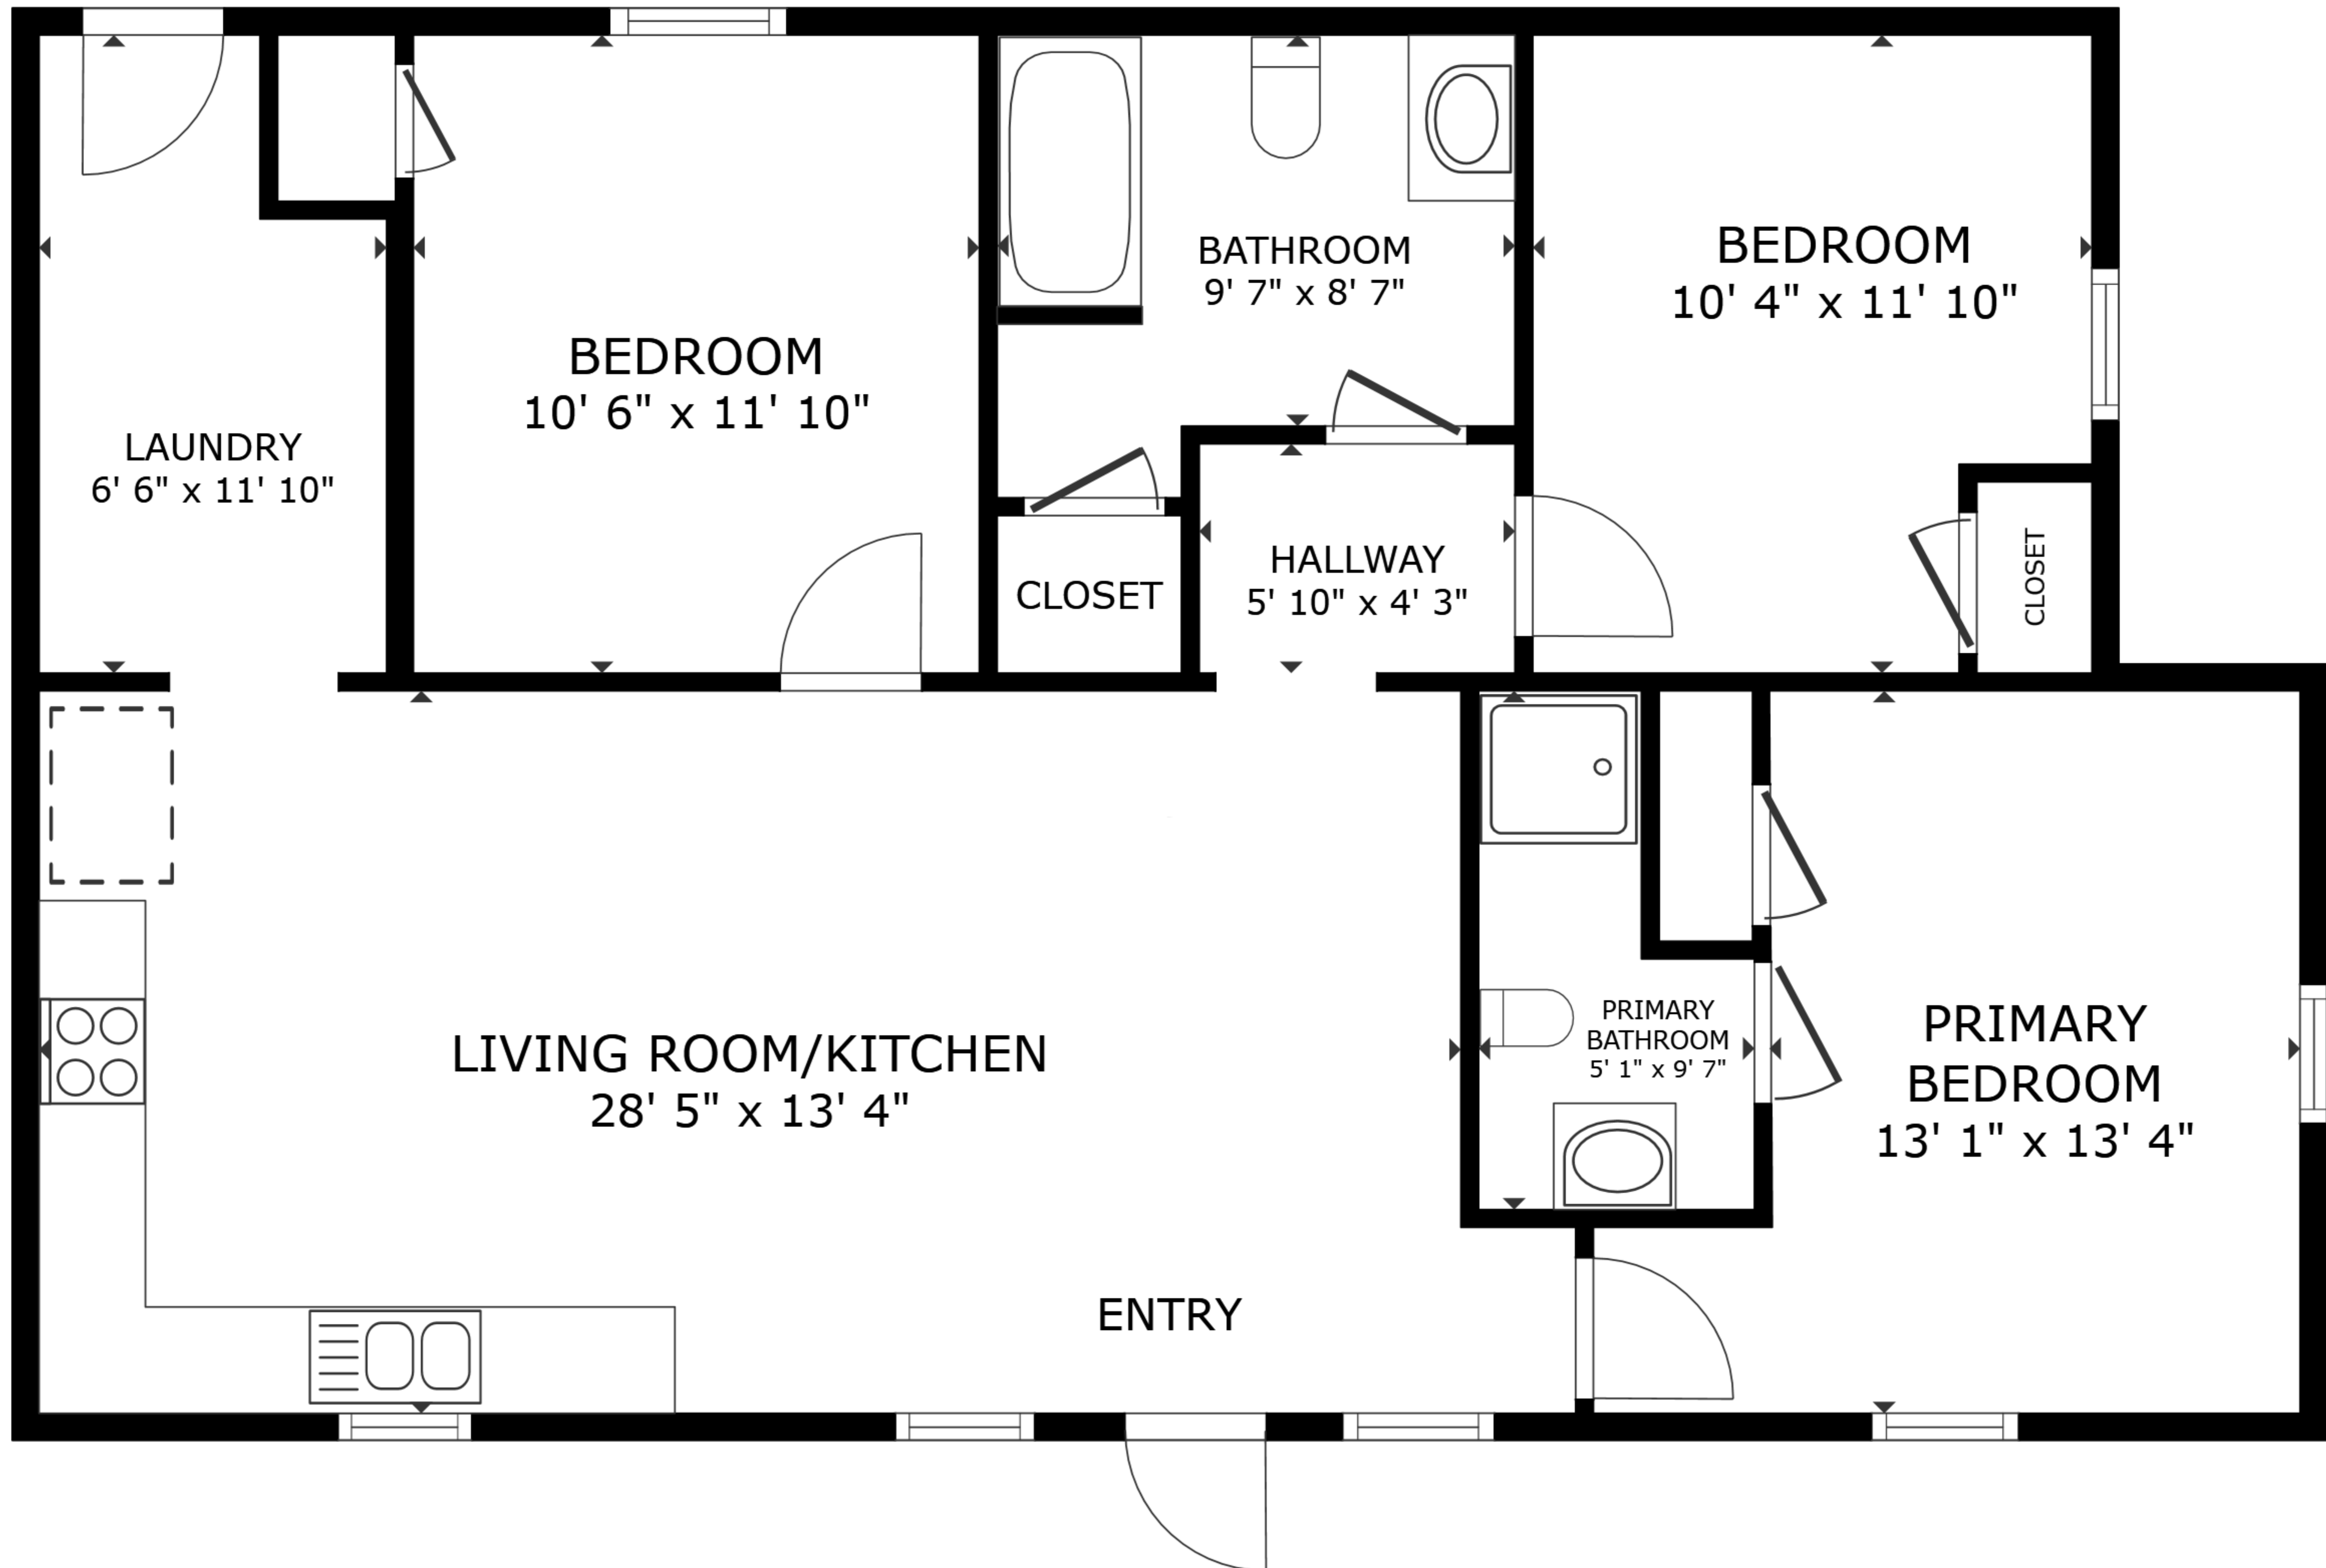 BATHROOM
9' 7" x 8' 7"
BEDROOM
10' 4" x 11' 10"
BEDROOM
10' 6" x 11' 10"
LAUNDRY
6' 6" x 11' 10"
HALLWAY
5' 10" x 4' 3"
CLOSET
CLOSET
PRIMARY
BATHROOM
5' 1" x 9' 7"
PRIMARY
BEDROOM
13' 1" x 13' 4"
LIVING ROOM/KITCHEN
28' 5" x 13' 4"
ENTRY